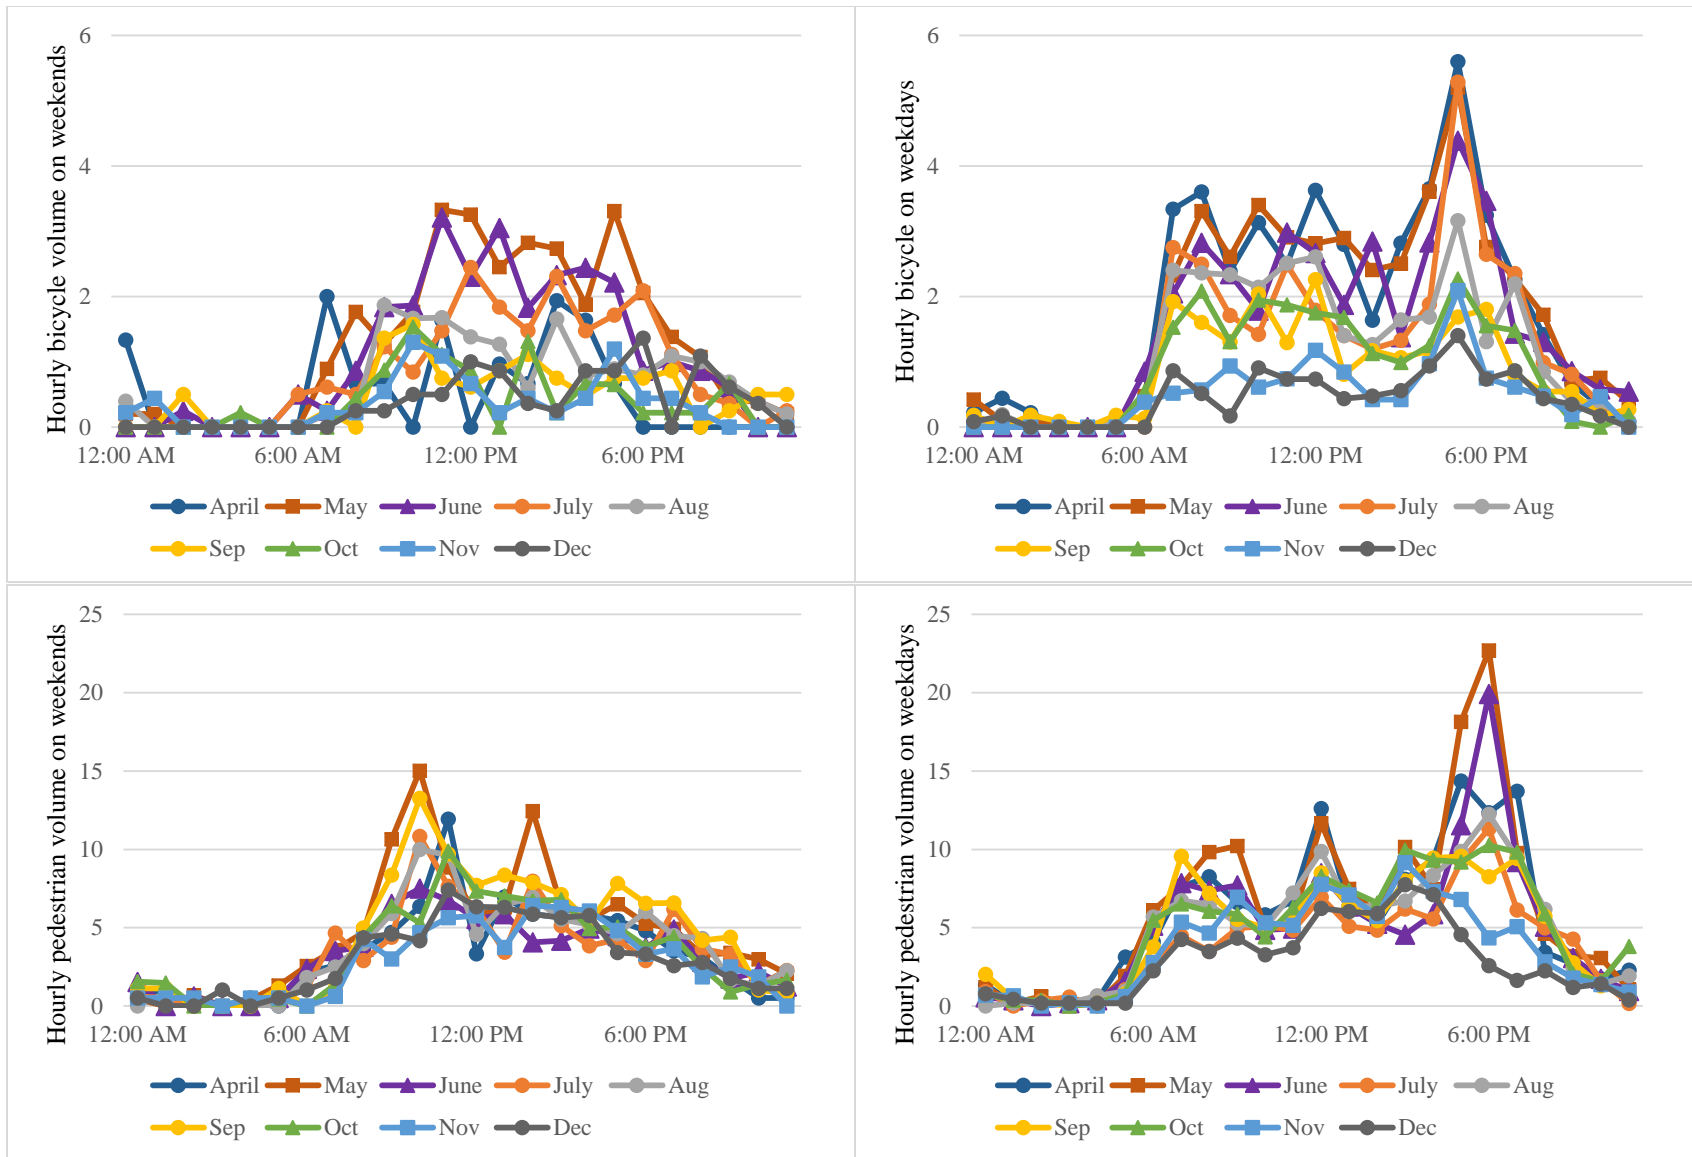 Hourly bicycle volume on weekends
6
4
2
0
12:00 AM 6:00 AM 12:00 PM 6:00 PM
April May June July Aug
Sep Oct Nov Dec
Hourly bicycle on weekdays
6
4
2
0
12:00 AM 6:00 AM 12:00 PM 6:00 PM
April May June July Aug
Sep Oct Nov Dec
Hourly pedestrian volume on weekends
25
20
15
10
5
0
12:00 AM 6:00 AM 12:00 PM 6:00 PM
April May June July Aug
Sep Oct Nov Dec
Hourly pedestrian volume on weekdays
25
20
15
10
5
0
12:00 AM 6:00 AM 12:00 PM 6:00 PM
April May June July Aug
Sep Oct Nov Dec